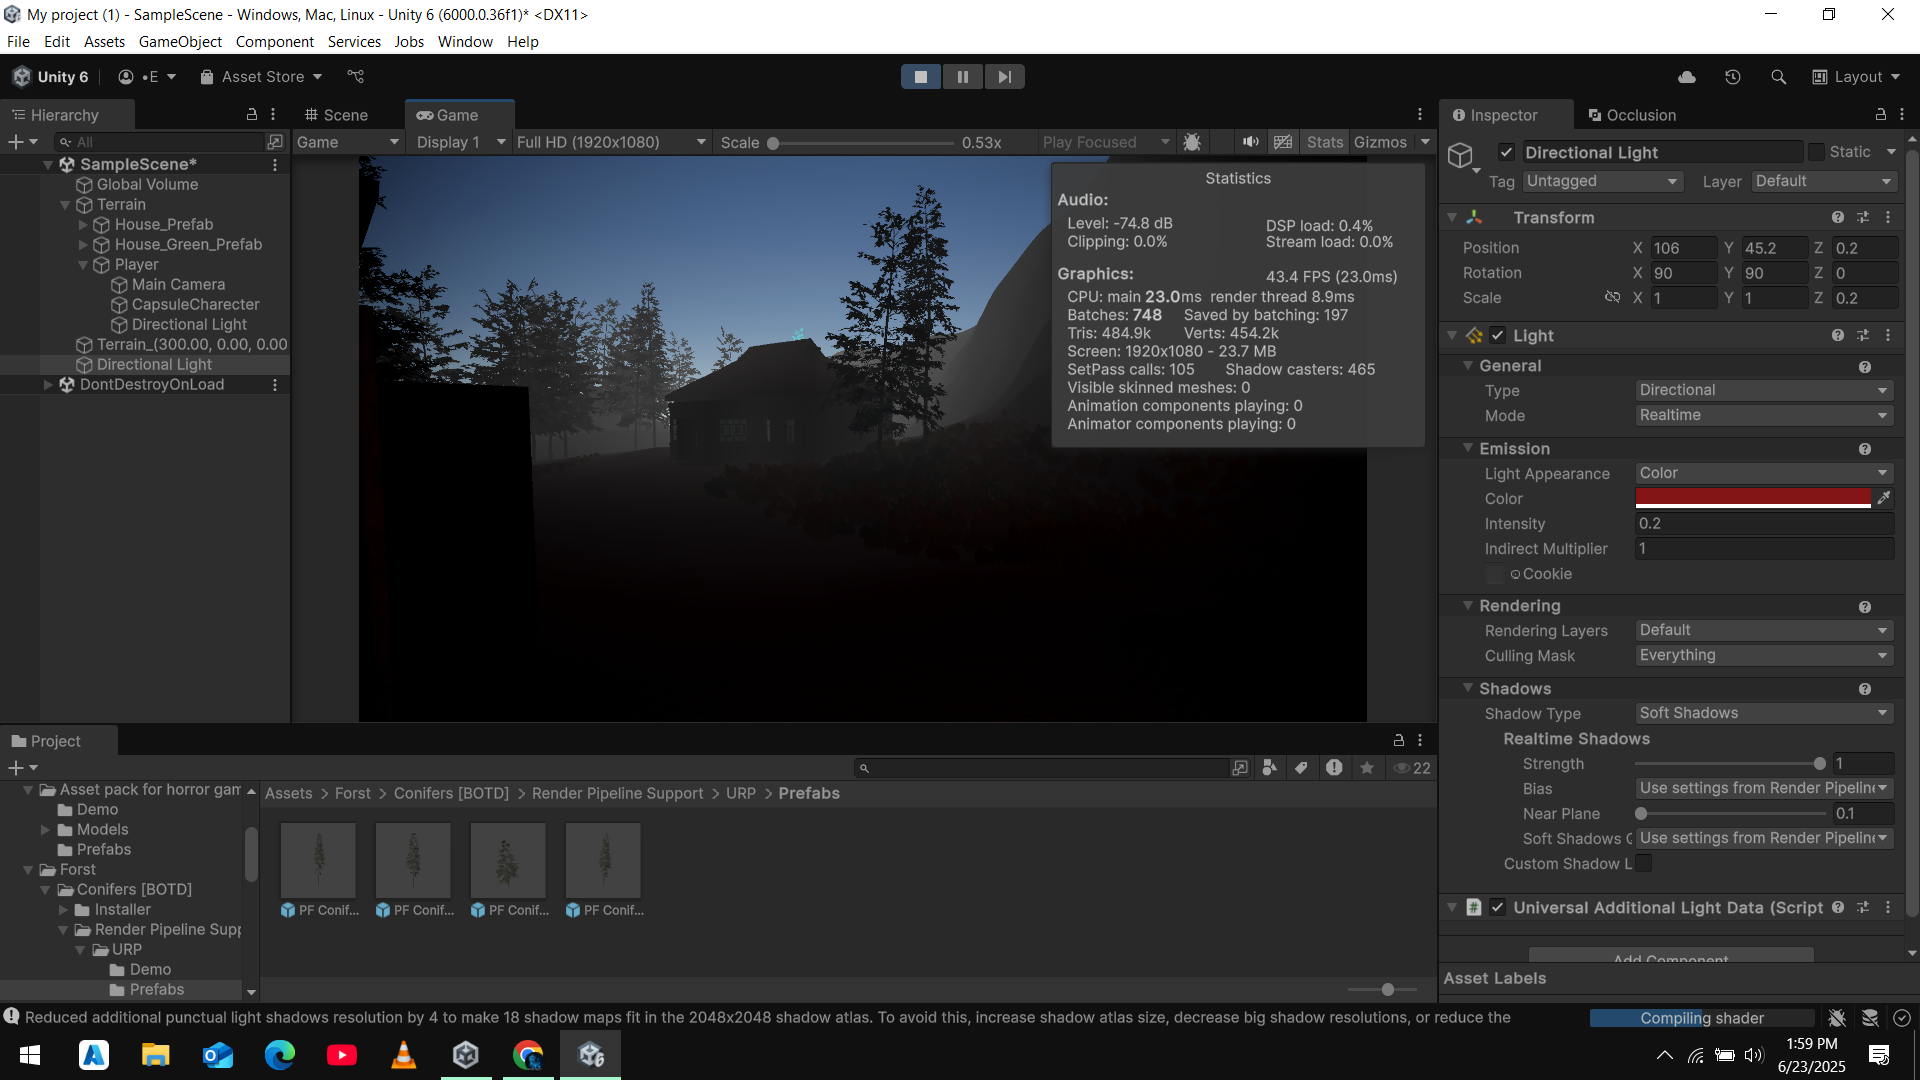 My project (1) - SampleScene - Windows, Mac, Linux - Unity 6 (6000.0.36f1)* <DX11>
File Edit Assets GameObject Component Services Jobs Window Help
Unity 6 •E Asset Store Layout
Hierarchy
All
SampleScene*
Global Volume
Terrain
House_Prefab
House_Green_Prefab
Player
Main Camera
CapsuleCharecter
Directional Light
Terrain_(300.00, 0.00, 0.00
Directional Light
DontDestroyOnLoad
Scene Game
Game Display 1 Full HD (1920x1080) Scale 0.53x Play Focused Stats Gizmos
Statistics
Audio:
Level: -74.8 dB DSP load: 0.4%
Clipping: 0.0% Stream load: 0.0%
Graphics: 43.4 FPS (23.0ms)
CPU: main 23.0ms render thread 8.9ms
Batches: 748 Saved by batching: 197
Tris: 484.9k Verts: 454.2k
Screen: 1920x1080 - 23.7 MB
SetPass calls: 105 Shadow casters: 465
Visible skinned meshes: 0
Animation components playing: 0
Animator components playing: 0
Inspector Occlusion
Directional Light Static
Tag Untagged Layer Default
Transform
Position X 106 Y 45.2 Z 0.2
Rotation X 90 Y 90 Z 0
Scale X 1 Y 1 Z 0.2
Light
General
Type Directional
Mode Realtime
Emission
Light Appearance Color
Color
Intensity 0.2
Indirect Multiplier 1
Cookie
Rendering
Rendering Layers Default
Culling Mask Everything
Shadows
Shadow Type Soft Shadows
Realtime Shadows
Strength 1
Bias Use settings from Render Pipeline
Near Plane 0.1
Soft Shadows Q Use settings from Render Pipeline
Custom Shadow L
Universal Additional Light Data (Script
Add Component
Asset Labels
Project
22
Asset pack for horror gam
Demo
Models
Prefabs
Forst
Conifers [BOTD]
Installer
Render Pipeline Supp
URP
Demo
Prefabs
Assets > Forst > Conifers [BOTD] > Render Pipeline Support > URP > Prefabs
PF Conif... PF Conif... PF Conif... PF Conif...
Reduced additional punctual light shadows resolution by 4 to make 18 shadow maps fit in the 2048x2048 shadow atlas. To avoid this, increase shadow atlas size, decrease big shadow resolutions, or reduce the
Compiling shader
1:59 PM
6/23/2025